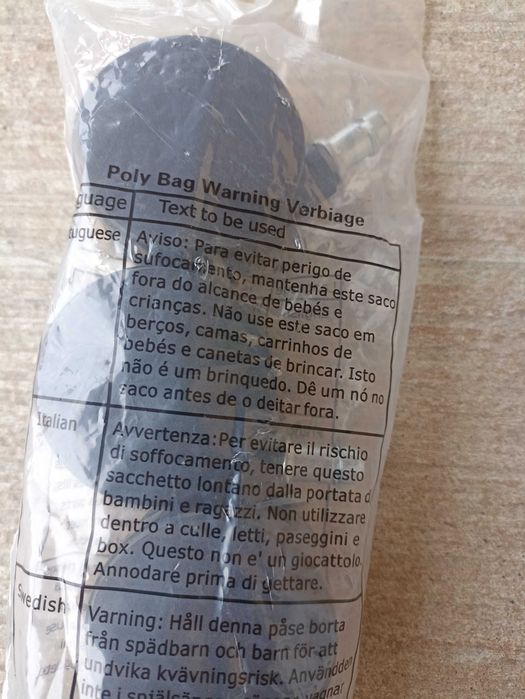 Poly Bag Warning Verbiage
guage Text to be used
tuguese
Aviso: Para evitar perigo de
sufocamento, mantenha este saco
fora do alcance de bebés e
crianças. Não use este saco em
berços, camas, carrinhos de
bebés e canetas de brincar. Isto
não é um brinquedo. Dê um nó no
saco antes de o deitar fora.
Italian
Avvertenza: Per evitare il rischio
di soffocamento, tenere questo
sacchetto lontano dalla portata d
bambini e ragazzi. Non utilizzare
dentro a culle, letti, paseggini e
box. Questo non e' un giocattolo.
Annodare prima di gettare.
Swedish
Varning: Håll denna påse borta
från spädbarn och barn för att
undvika kvävningsrisk. Använd den
inte i